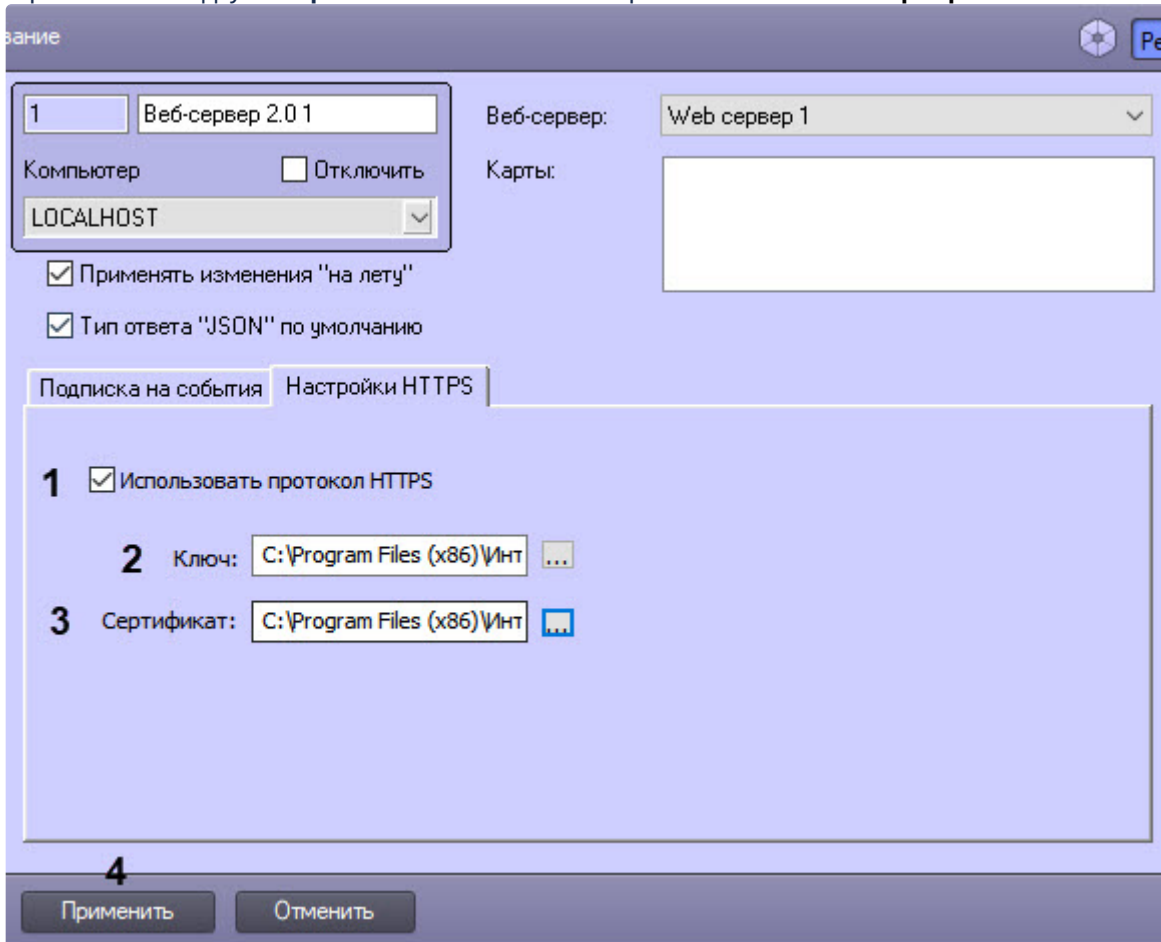 вание
Ре
1
Веб-сервер 2.0 1
Веб-сервер:
Web сервер 1
Компьютер
Отключить
Карты:
LOCALHOST
Применять изменения "на лету"
Тип ответа "JSON" по умолчанию
Подписка на события
Настройки HTTPS
1
Использовать протокол HTTPS
2
Ключ:
C:\Program Files (x86)\Инт
...
3
Сертификат:
C:\Program Files (x86)\Инт
...
4
Применить
Отменить